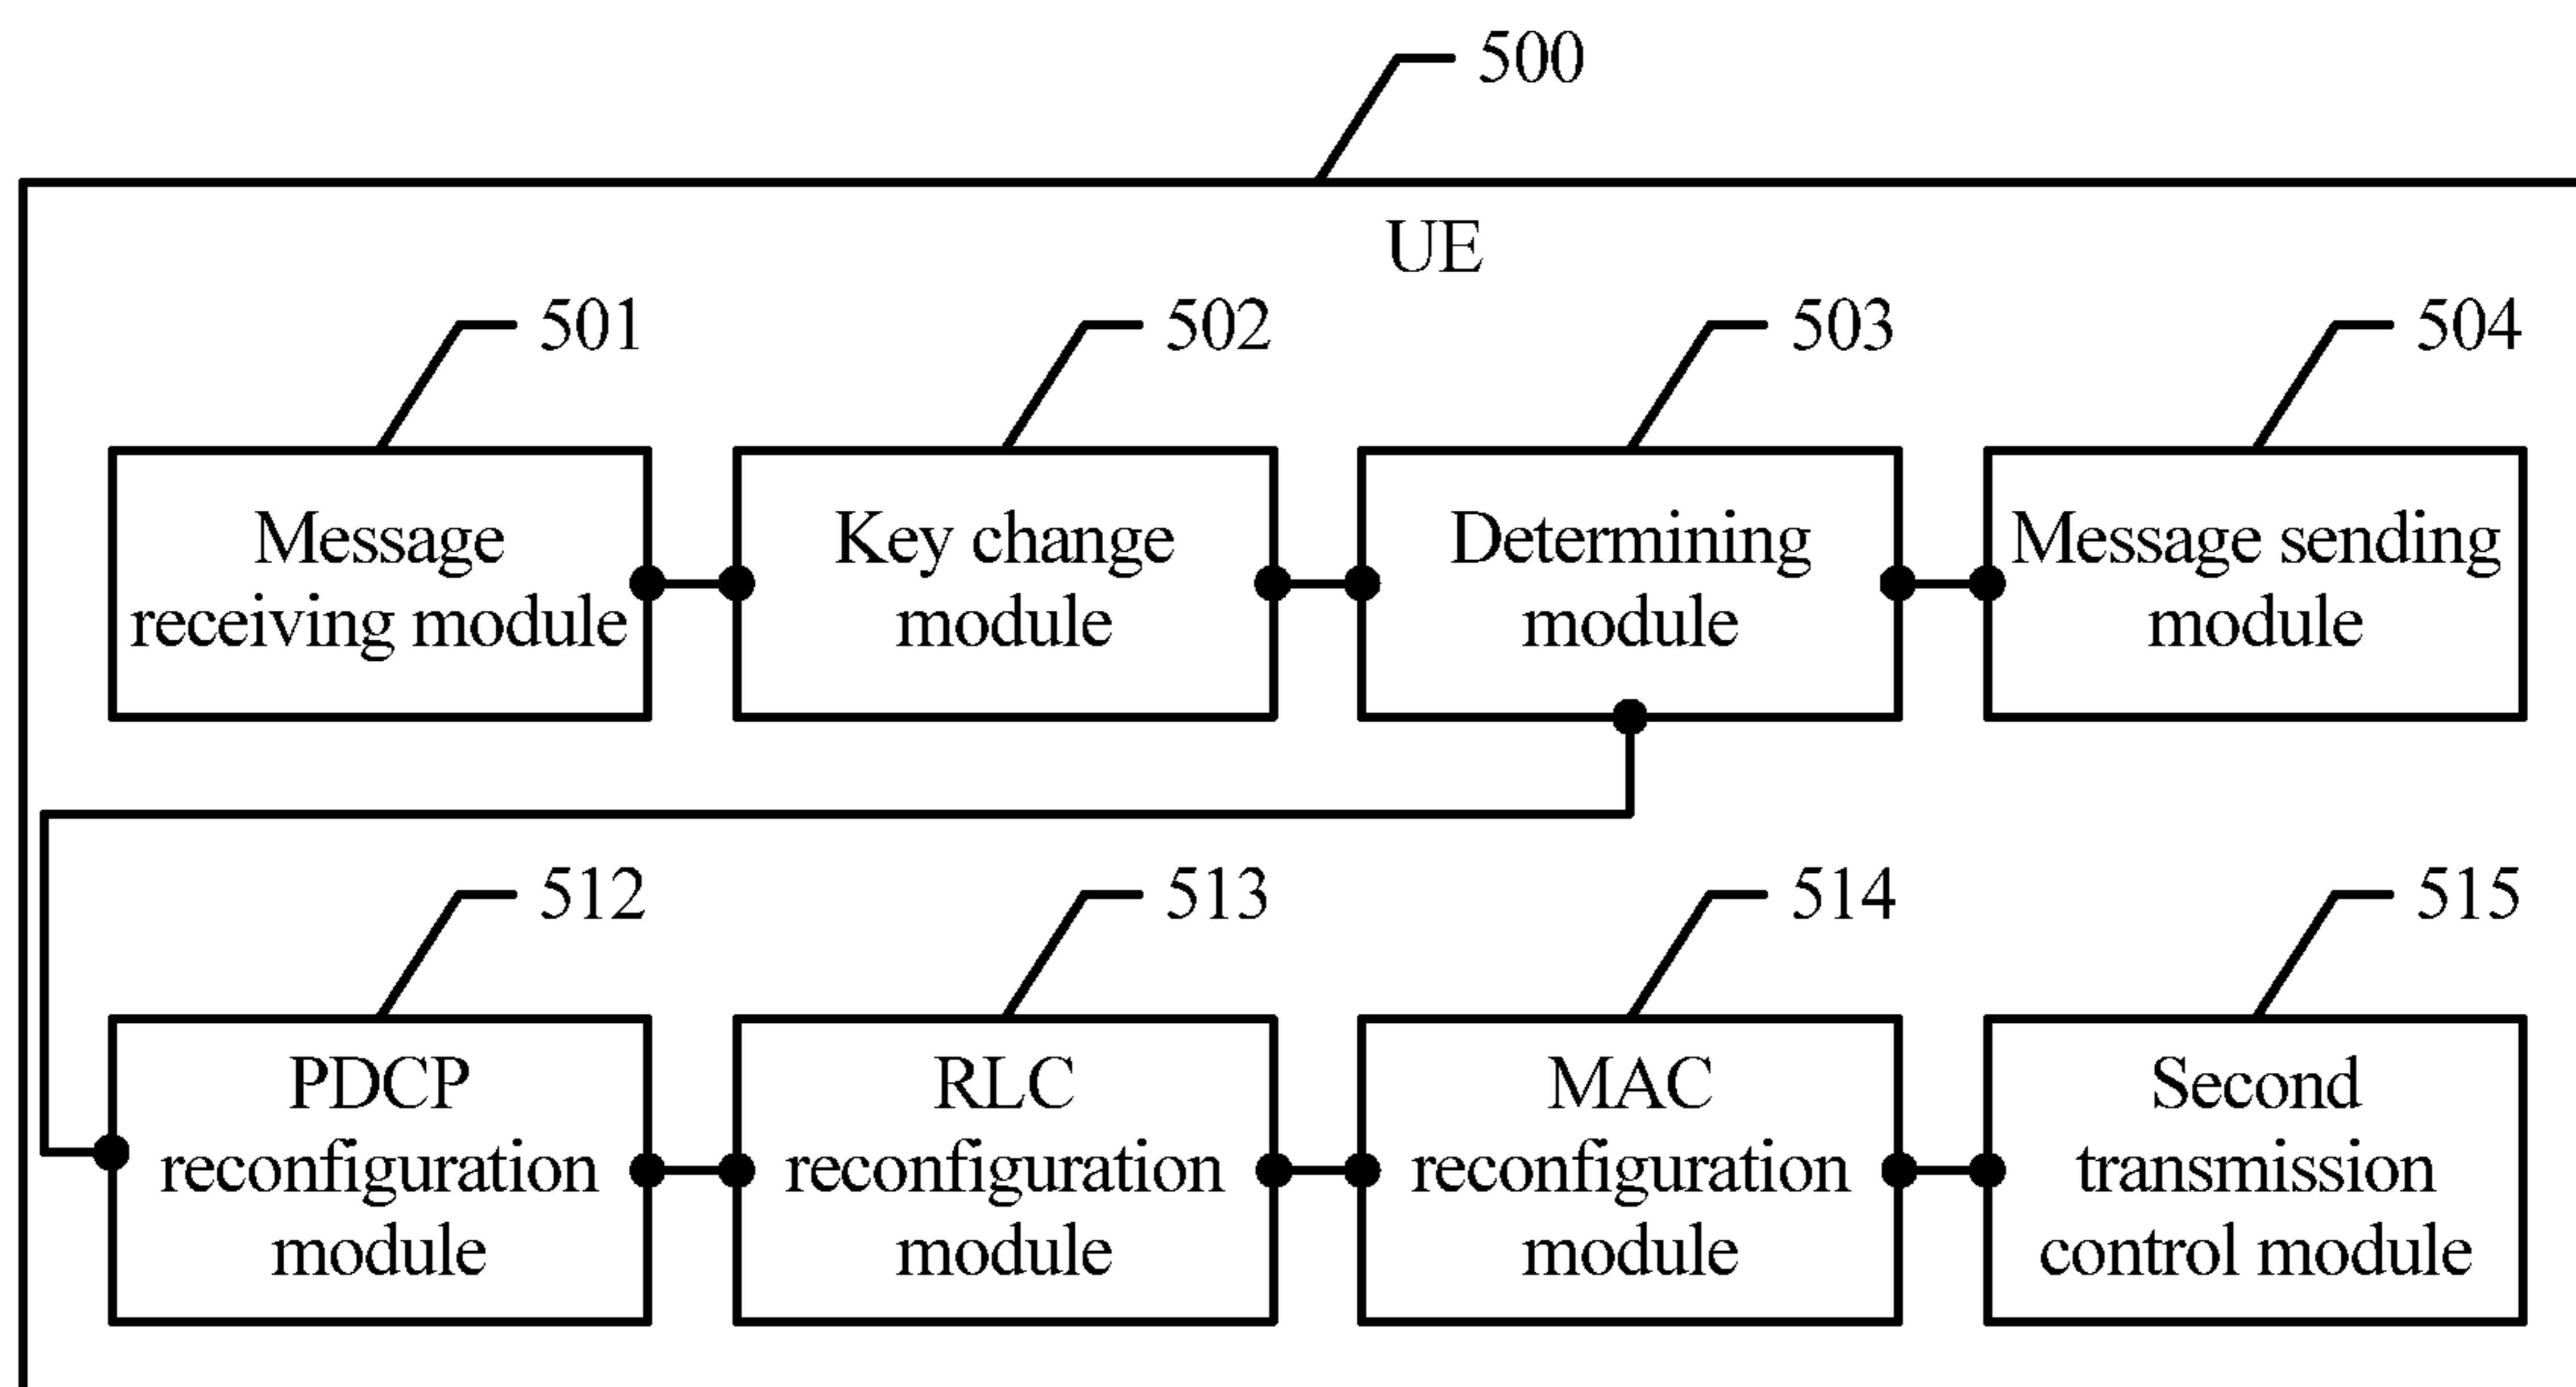 500
UE
501
502
503
504
Message
receiving module
Key change
module
Determining
module
Message sending
module
512
513
514
515
PDCP
reconfiguration
module
RLC
reconfiguration
module
MAC
reconfiguration
module
Second
transmission
control module